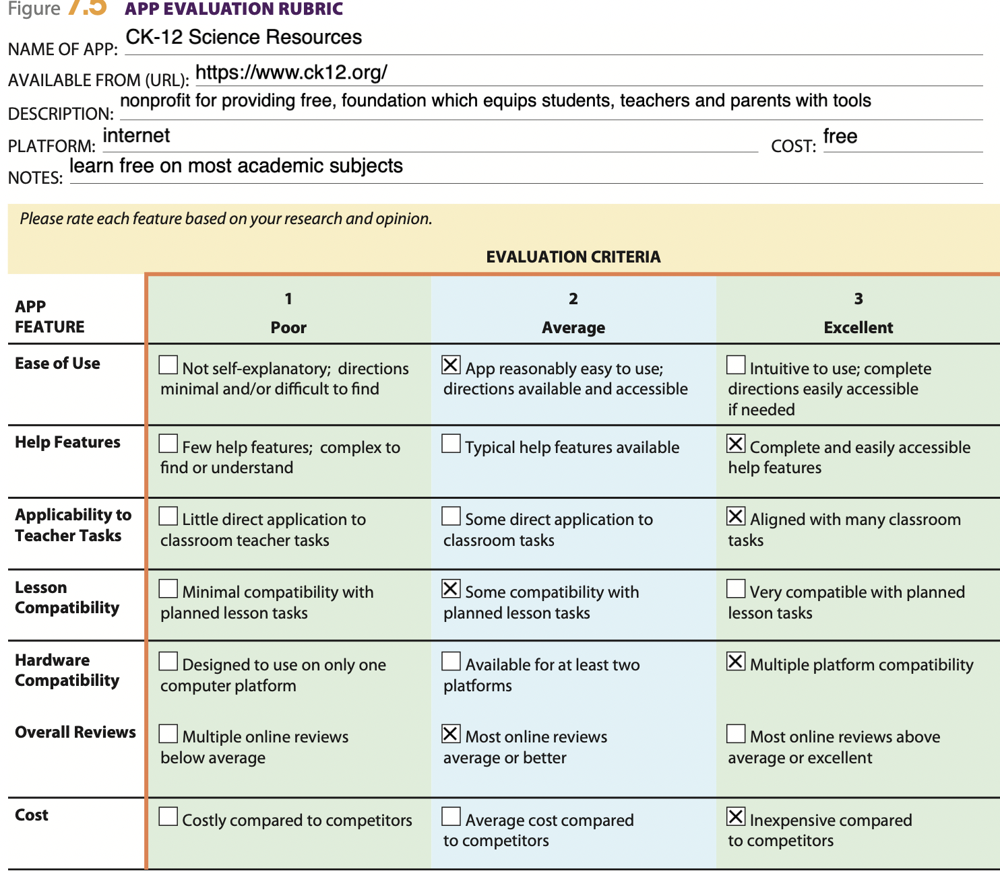 Figure 7.5 APP EVALUATION RUBRIC
NAME OF APP: CK-12 Science Resources
AVAILABLE FROM (URL): https://www.ck12.org/
DESCRIPTION: nonprofit for providing free, foundation which equips students, teachers and parents with tools
PLATFORM: internet COST: free
NOTES: learn free on most academic subjects
Please rate each feature based on your research and opinion.
EVALUATION CRITERIA
APP
FEATURE
1
Poor
2
Average
3
Excellent
Ease of Use
Not self-explanatory; directions
minimal and/or difficult to find
App reasonably easy to use;
directions available and accessible
Intuitive to use; complete
directions easily accessible
if needed
Help Features
Few help features; complex to
find or understand
Typical help features available
Complete and easily accessible
help features
Applicability to
Teacher Tasks
Little direct application to
classroom teacher tasks
Some direct application to
classroom tasks
Aligned with many classroom
tasks
Lesson
Compatibility
Minimal compatibility with
planned lesson tasks
Some compatibility with
planned lesson tasks
Very compatible with planned
lesson tasks
Hardware
Compatibility
Designed to use on only one
computer platform
Available for at least two
platforms
Multiple platform compatibility
Overall Reviews
Multiple online reviews
below average
Most online reviews
average or better
Most online reviews above
average or excellent
Cost
Costly compared to competitors
Average cost compared
to competitors
Inexpensive compared
to competitors